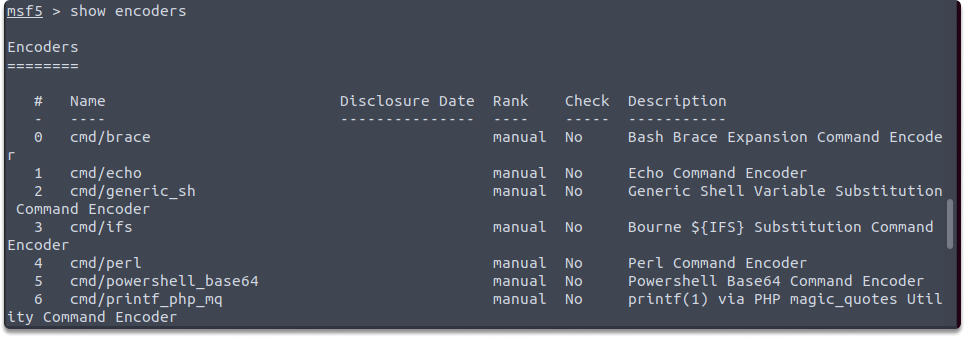 msf5 > show encoders
Encoders
========
# Name Disclosure Date Rank Check Description
- ---- --------------- ---- ----- -----------
0 cmd/brace manual No Bash Brace Expansion Command Encode
r
1 cmd/echo manual No Echo Command Encoder
2 cmd/generic_sh manual No Generic Shell Variable Substitution
Command Encoder
3 cmd/ifs manual No Bourne ${IFS} Substitution Command
Encoder
4 cmd/perl manual No Perl Command Encoder
5 cmd/powershell_base64 manual No Powershell Base64 Command Encoder
6 cmd/printf_php_mq manual No printf(1) via PHP magic_quotes Util
ity Command Encoder